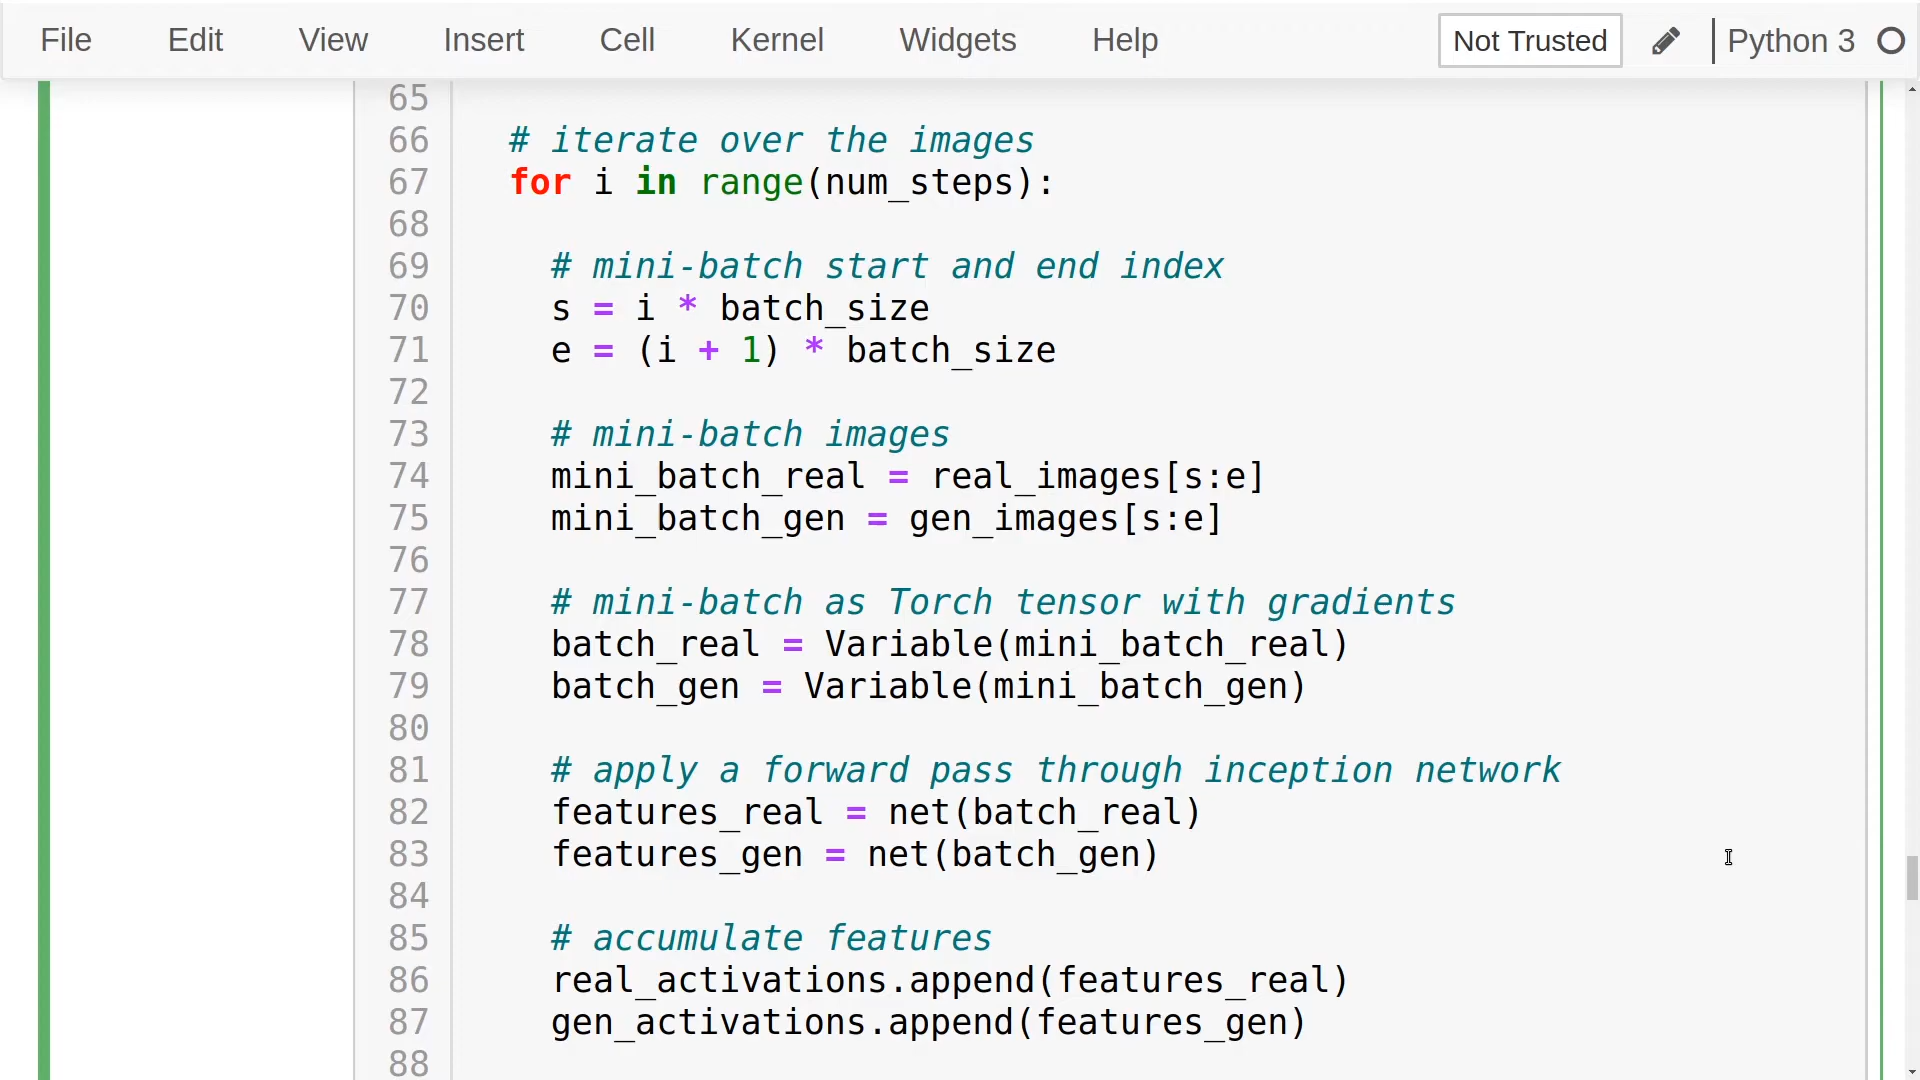 File Edit View Insert Cell Kernel Widgets Help Not Trusted Python 3
65
66 # iterate over the images
67 for i in range(num_steps):
68
69 # mini-batch start and end index
70 s = i * batch_size
71 e = (i + 1) * batch_size
72
73 # mini-batch images
74 mini_batch_real = real_images[s:e]
75 mini_batch_gen = gen_images[s:e]
76
77 # mini-batch as Torch tensor with gradients
78 batch_real = Variable(mini_batch_real)
79 batch_gen = Variable(mini_batch_gen)
80
81 # apply a forward pass through inception network
82 features_real = net(batch_real)
83 features_gen = net(batch_gen)
84
85 # accumulate features
86 real_activations.append(features_real)
87 gen_activations.append(features_gen)
88